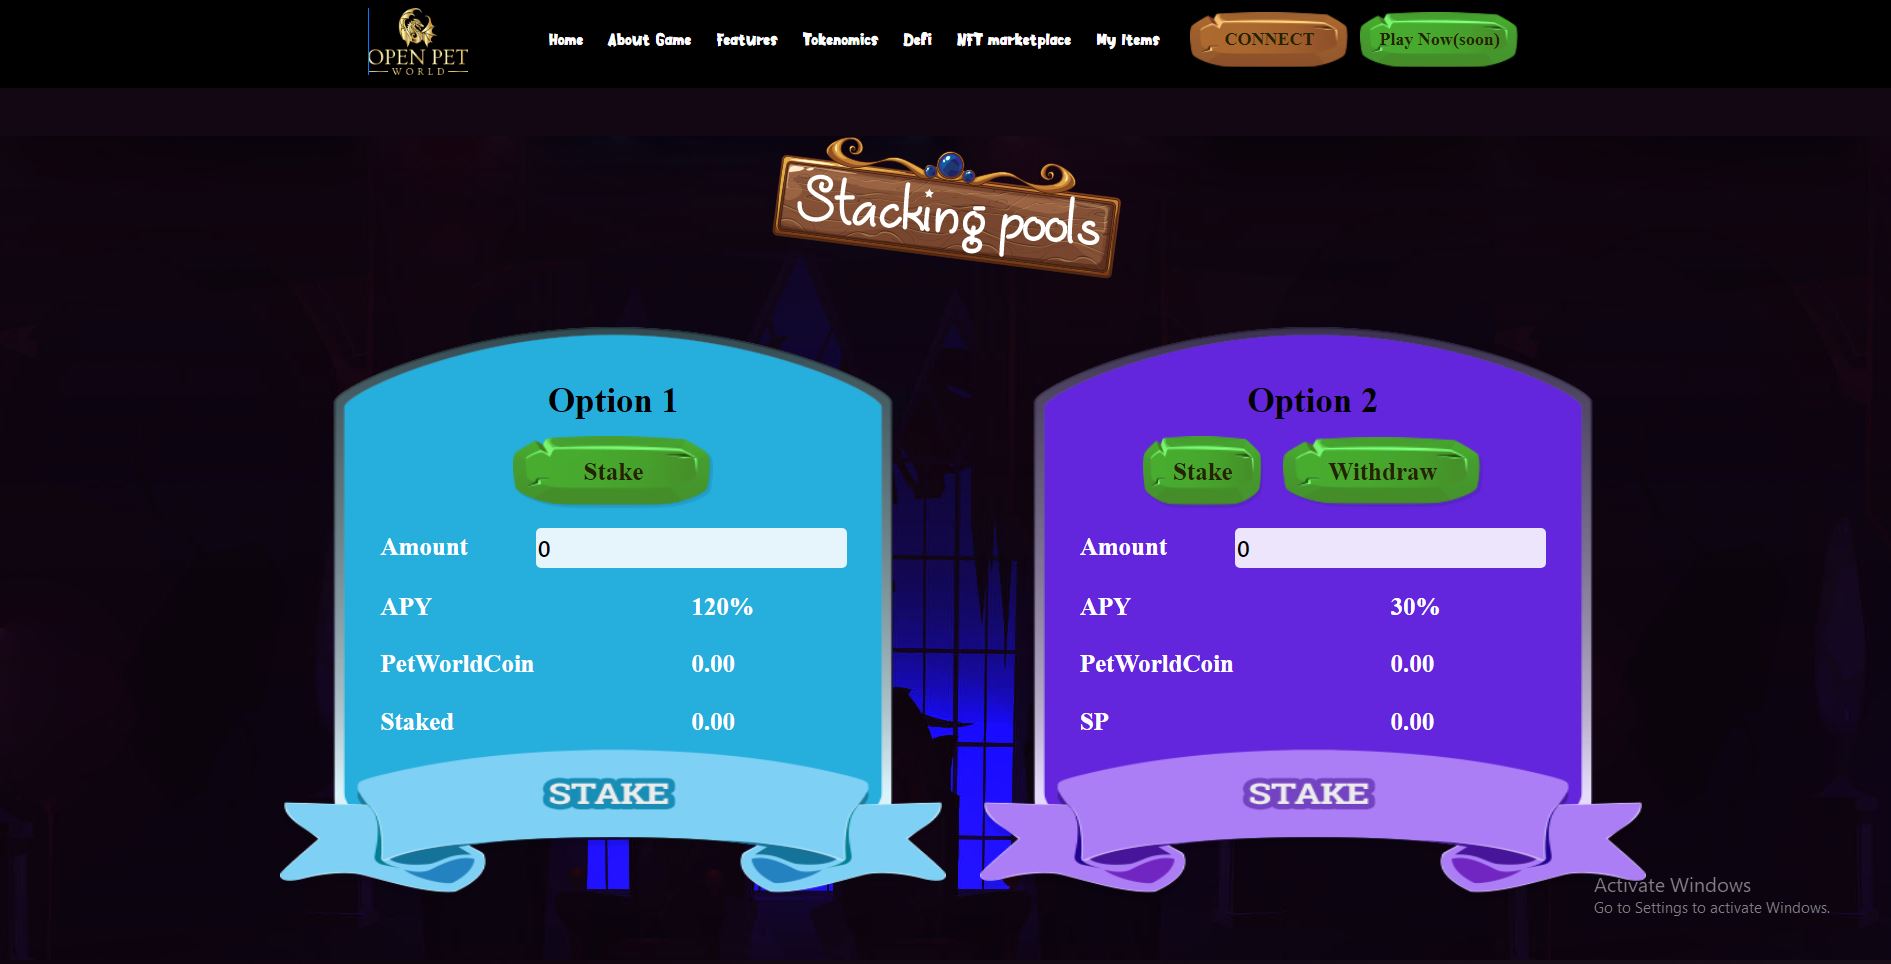 OPEN PET
WORLD
Home About Game Features Tokenomics Defi NFT marketplace My Items CONNECT Play Now(soon)
Stacking pools
Option 1
Stake
Amount 0
APY 120%
PetWorldCoin 0.00
Staked 0.00
STAKE
Option 2
Stake Withdraw
Amount 0
APY 30%
PetWorldCoin 0.00
SP 0.00
STAKE
Activate Windows
Go to Settings to activate Windows.